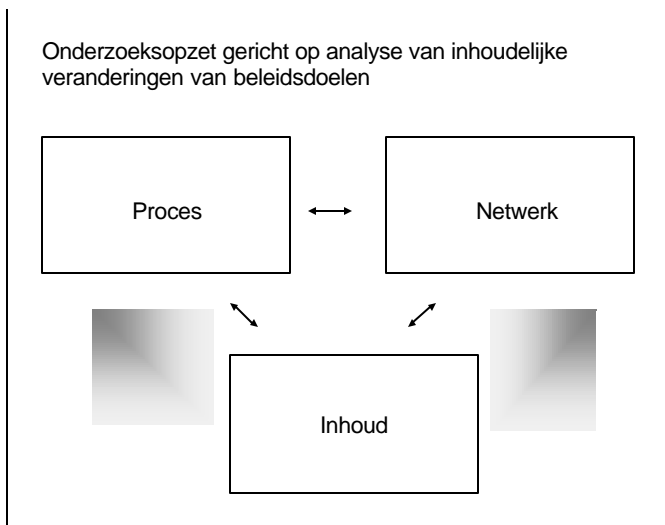 Onderzoeksopzet gericht op analyse van inhoudelijke
veranderingen van beleidsdoelen
Proces
Netwerk
Inhoud